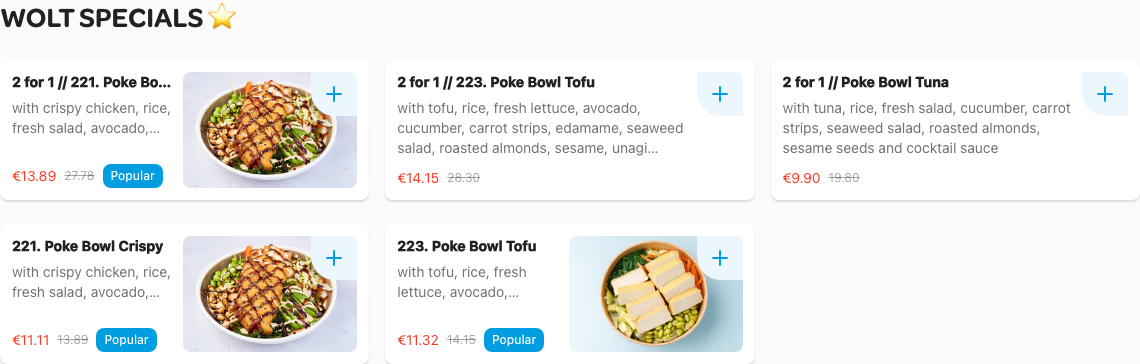 WOLT SPECIALS ⭐
2 for 1 // 221. Poke Bo...
with crispy chicken, rice,
fresh salad, avocado,...
€13.89 27.78 Popular
2 for 1 // 223. Poke Bowl Tofu
with tofu, rice, fresh lettuce, avocado,
cucumber, carrot strips, edamame, seaweed
salad, roasted almonds, sesame, unagi...
€14.15 28.30
2 for 1 // Poke Bowl Tuna
with tuna, rice, fresh salad, cucumber, carrot
strips, seaweed salad, roasted almonds,
sesame seeds and cocktail sauce
€9.90 19.80
221. Poke Bowl Crispy
with crispy chicken, rice,
fresh salad, avocado,...
€11.11 13.89 Popular
223. Poke Bowl Tofu
with tofu, rice, fresh
lettuce, avocado,...
€11.32 14.15 Popular